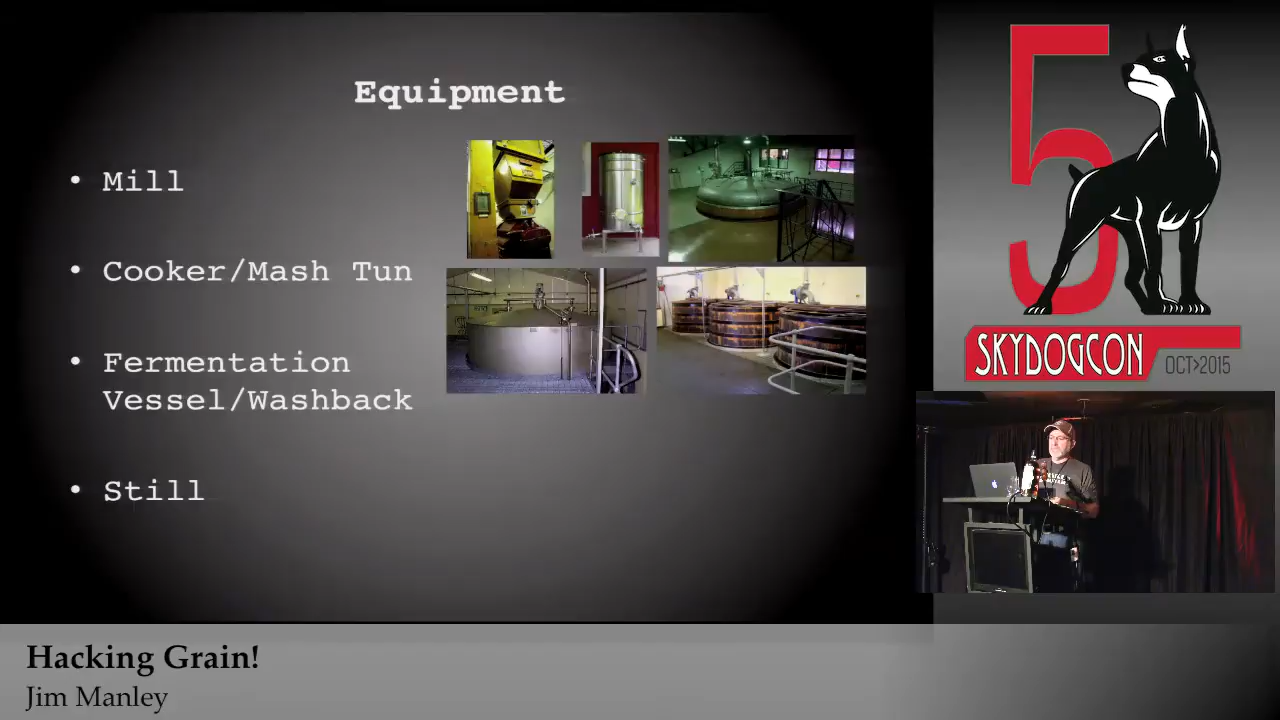 Equipment
• Mill
• Cooker/Mash Tun
• Fermentation
Vessel/Washback
• Still
5
SKYDOGCON
OCT>2015
Hacking Grain!
Jim Manley